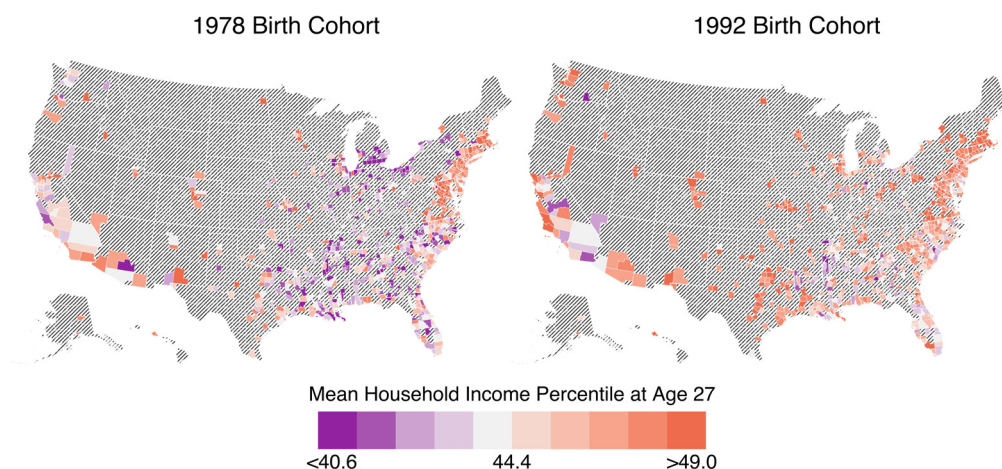 1978 Birth Cohort
1992 Birth Cohort
Mean Household Income Percentile at Age 27
<40.6 44.4 >49.0